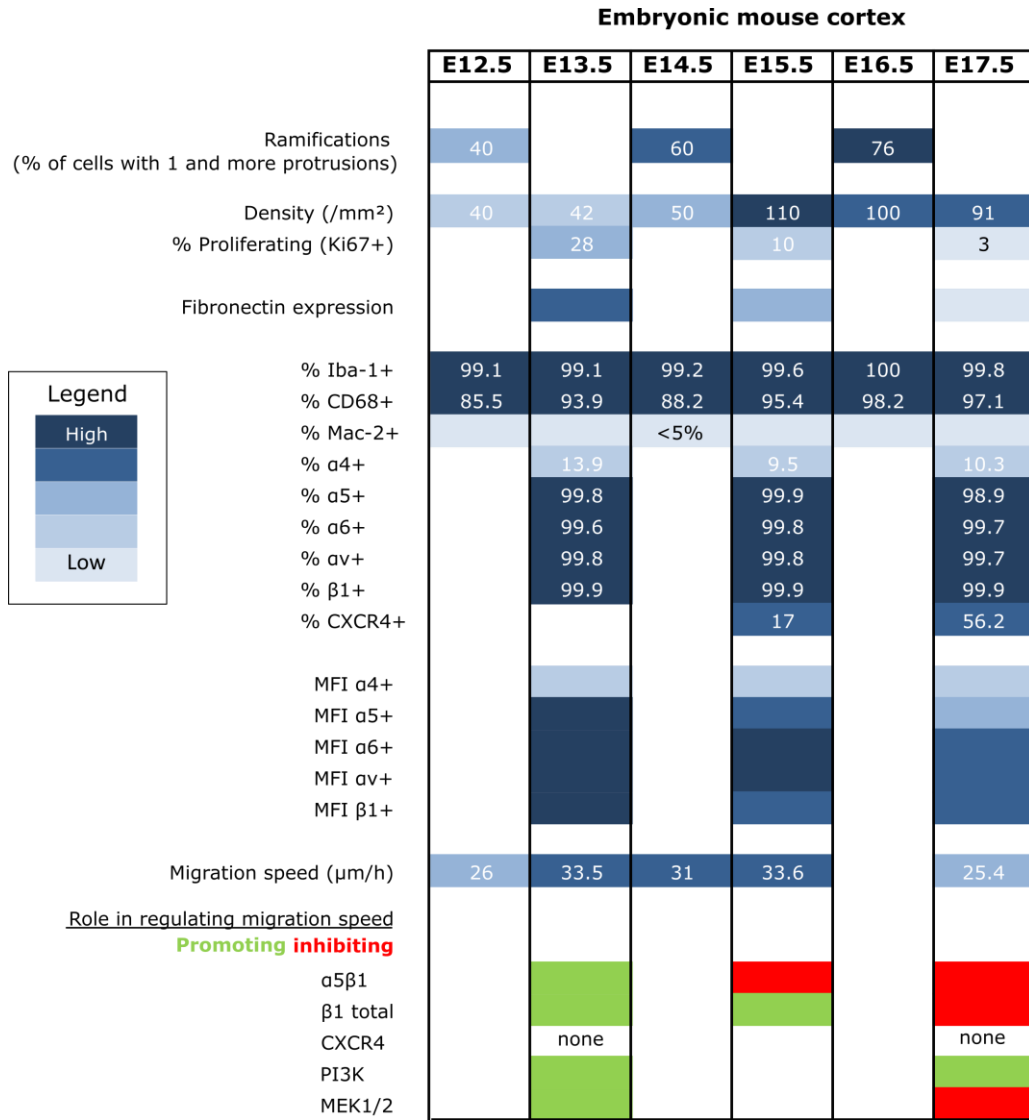 Embryonic mouse cortex
E12.5 E13.5 E14.5 E15.5 E16.5 E17.5
Ramifications
(% of cells with 1 and more protrusions) 40 60 76
Density (/mm²) 40 42 50 110 100 91
% Proliferating (Ki67+) 28 10 3
Fibronectin expression
Legend
High
Low
% Iba-1+ 99.1 99.1 99.2 99.6 100 99.8
% CD68+ 85.5 93.9 88.2 95.4 98.2 97.1
% Mac-2+ <5%
% α4+ 13.9 9.5 10.3
% α5+ 99.8 99.9 98.9
% α6+ 99.6 99.8 99.7
% αv+ 99.8 99.8 99.7
% β1+ 99.9 99.9 99.9
% CXCR4+ 17 56.2
MFI α4+
MFI α5+
MFI α6+
MFI αv+
MFI β1+
Migration speed (µm/h) 26 33.5 31 33.6 25.4
Role in regulating migration speed
Promoting inhibiting
α5β1
β1 total
CXCR4 none none
PI3K
MEK1/2